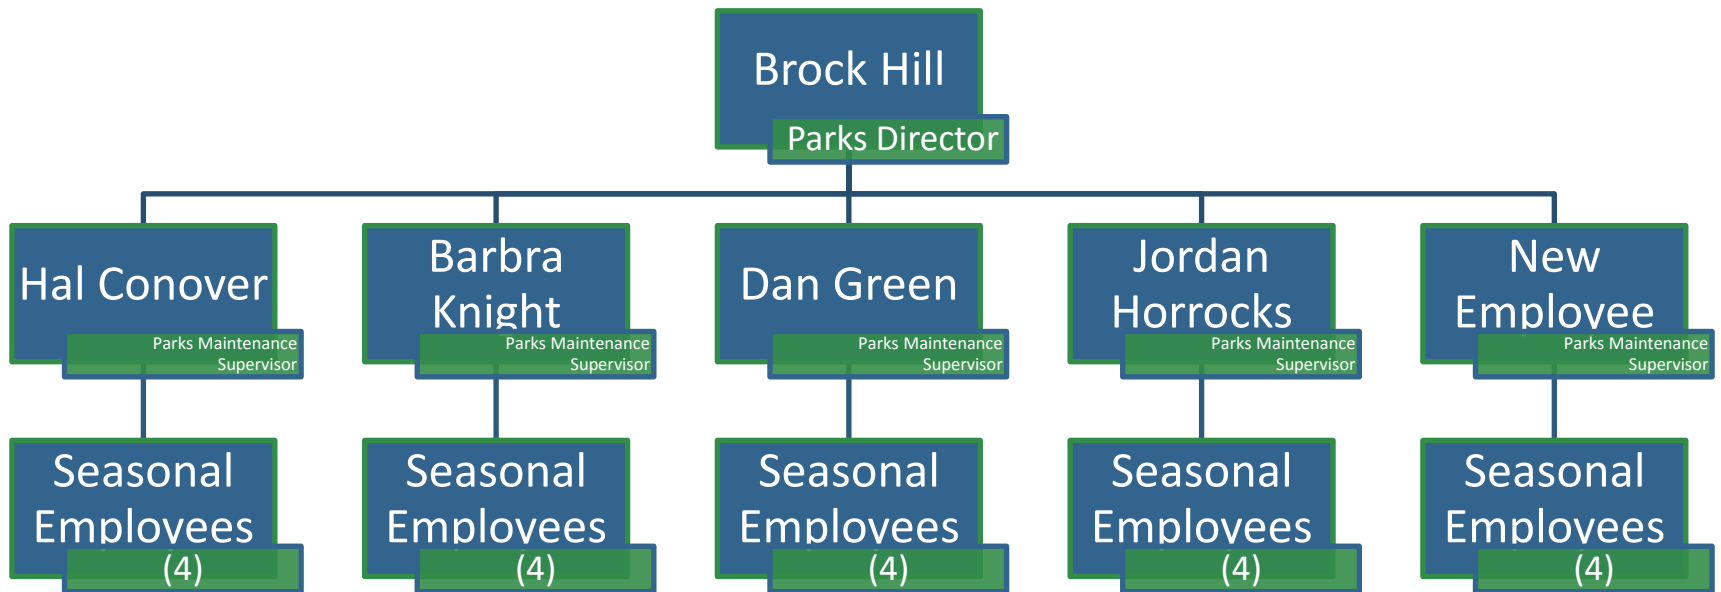 Brock Hill
Parks Director
Hal Conover
Parks Maintenance
Supervisor
Barbra
Knight
Parks Maintenance
Supervisor
Dan Green
Parks Maintenance
Supervisor
Jordan
Horrocks
Parks Maintenance
Supervisor
New
Employee
Parks Maintenance
Supervisor
Seasonal
Employees
(4)
Seasonal
Employees
(4)
Seasonal
Employees
(4)
Seasonal
Employees
(4)
Seasonal
Employees
(4)